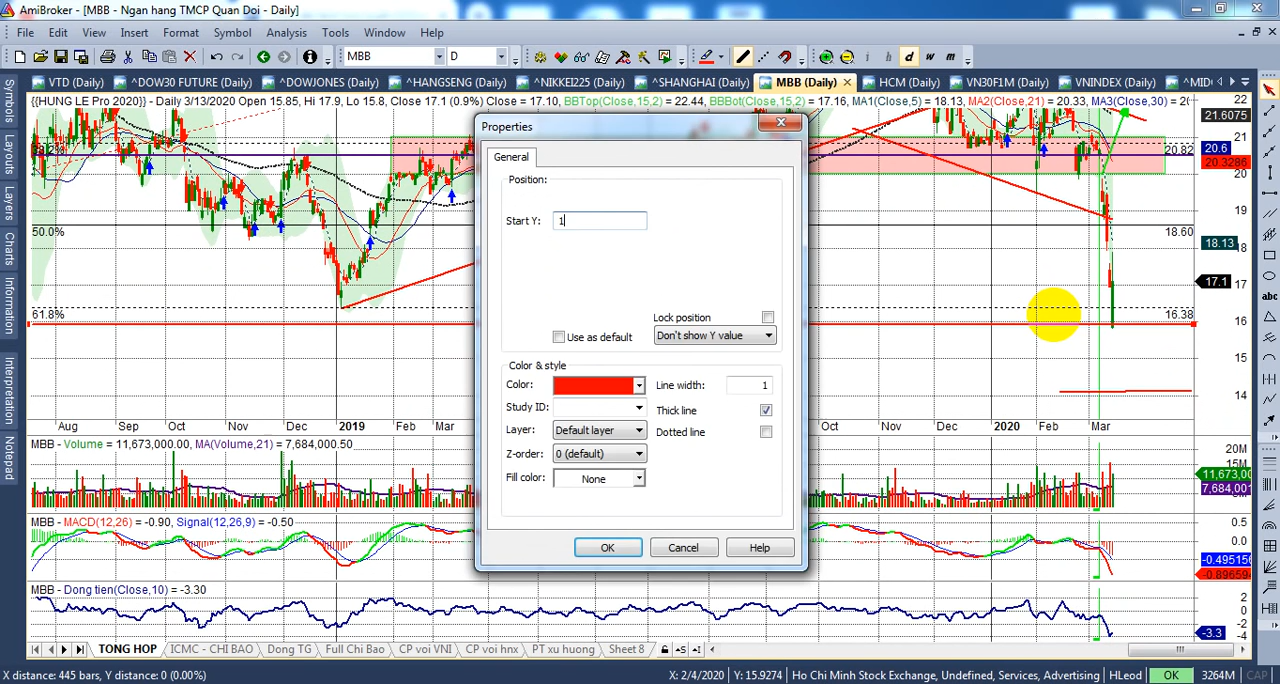 AmiBroker - [MBB - Ngan hang TMCP Quan Doi - Daily]
File Edit View Insert Format Symbol Analysis Tools Window Help
MBB D i h d w m
VTD (Daily) ^DOW30 FUTURE (Daily) ^DOWJONES (Daily) ^HANGSENG (Daily) ^NIKKEI225 (Daily) ^SHANGHAI (Daily) MBB (Daily) HCM (Daily) VN30F1M (Daily) VNINDEX (Daily) ^MID
{{HUNG LE Pro 2020}} - Daily 3/13/2020 Open 15.85, Hi 17.9, Lo 15.8, Close 17.1 (0.9%) Close = 17.10, BBTop(Close,15,2) = 22.44, BBBot(Close,15,2) = 17.16, MA1(Close,5) = 18.13, MA2(Close,21) = 20.33, MA3(Close,30) = 20
Symbols
Layouts
Layers
Charts
Information
Interpretation
Notepad
22
21.6075
21
20.6
20.82
20.3286
20
19
18.60
18.13
18
17.1
17
16.38
16
15
14
50.0%
61.8%
Properties
General
Position:
Start Y: 1
Lock position
Use as default Don't show Y value
Color & style
Color: Line width: 1
Study ID: Thick line
Layer: Default layer Dotted line
Z-order: 0 (default)
Fill color: None
OK Cancel Help
Aug Sep Oct Nov Dec 2019 Feb Mar Oct Nov Dec 2020 Feb Mar
MBB - Volume = 11,673,000.00, MA(Volume,21) = 7,684,000.50
20M
15M
11,673,00
7,684,00
MBB - MACD(12,26) = -0.90, Signal(12,26,9) = -0.50
0.5
0.0
-0.495156
-0.89659
MBB - Dong tien(Close,10) = -3.30
2
0
-2
-3.3
-4
TONG HOP ICMC - CHI BAO Dong TG Full Chi Bao CP voi VNI CP voi hnx PT xu huong Sheet 8
X distance: 445 bars, Y distance: 0 (0.00%) X: 2/4/2020 Y: 15.9274 Ho Chi Minh Stock Exchange, Undefined, Services, Advertising HLeod OK 3264M CAP
abc